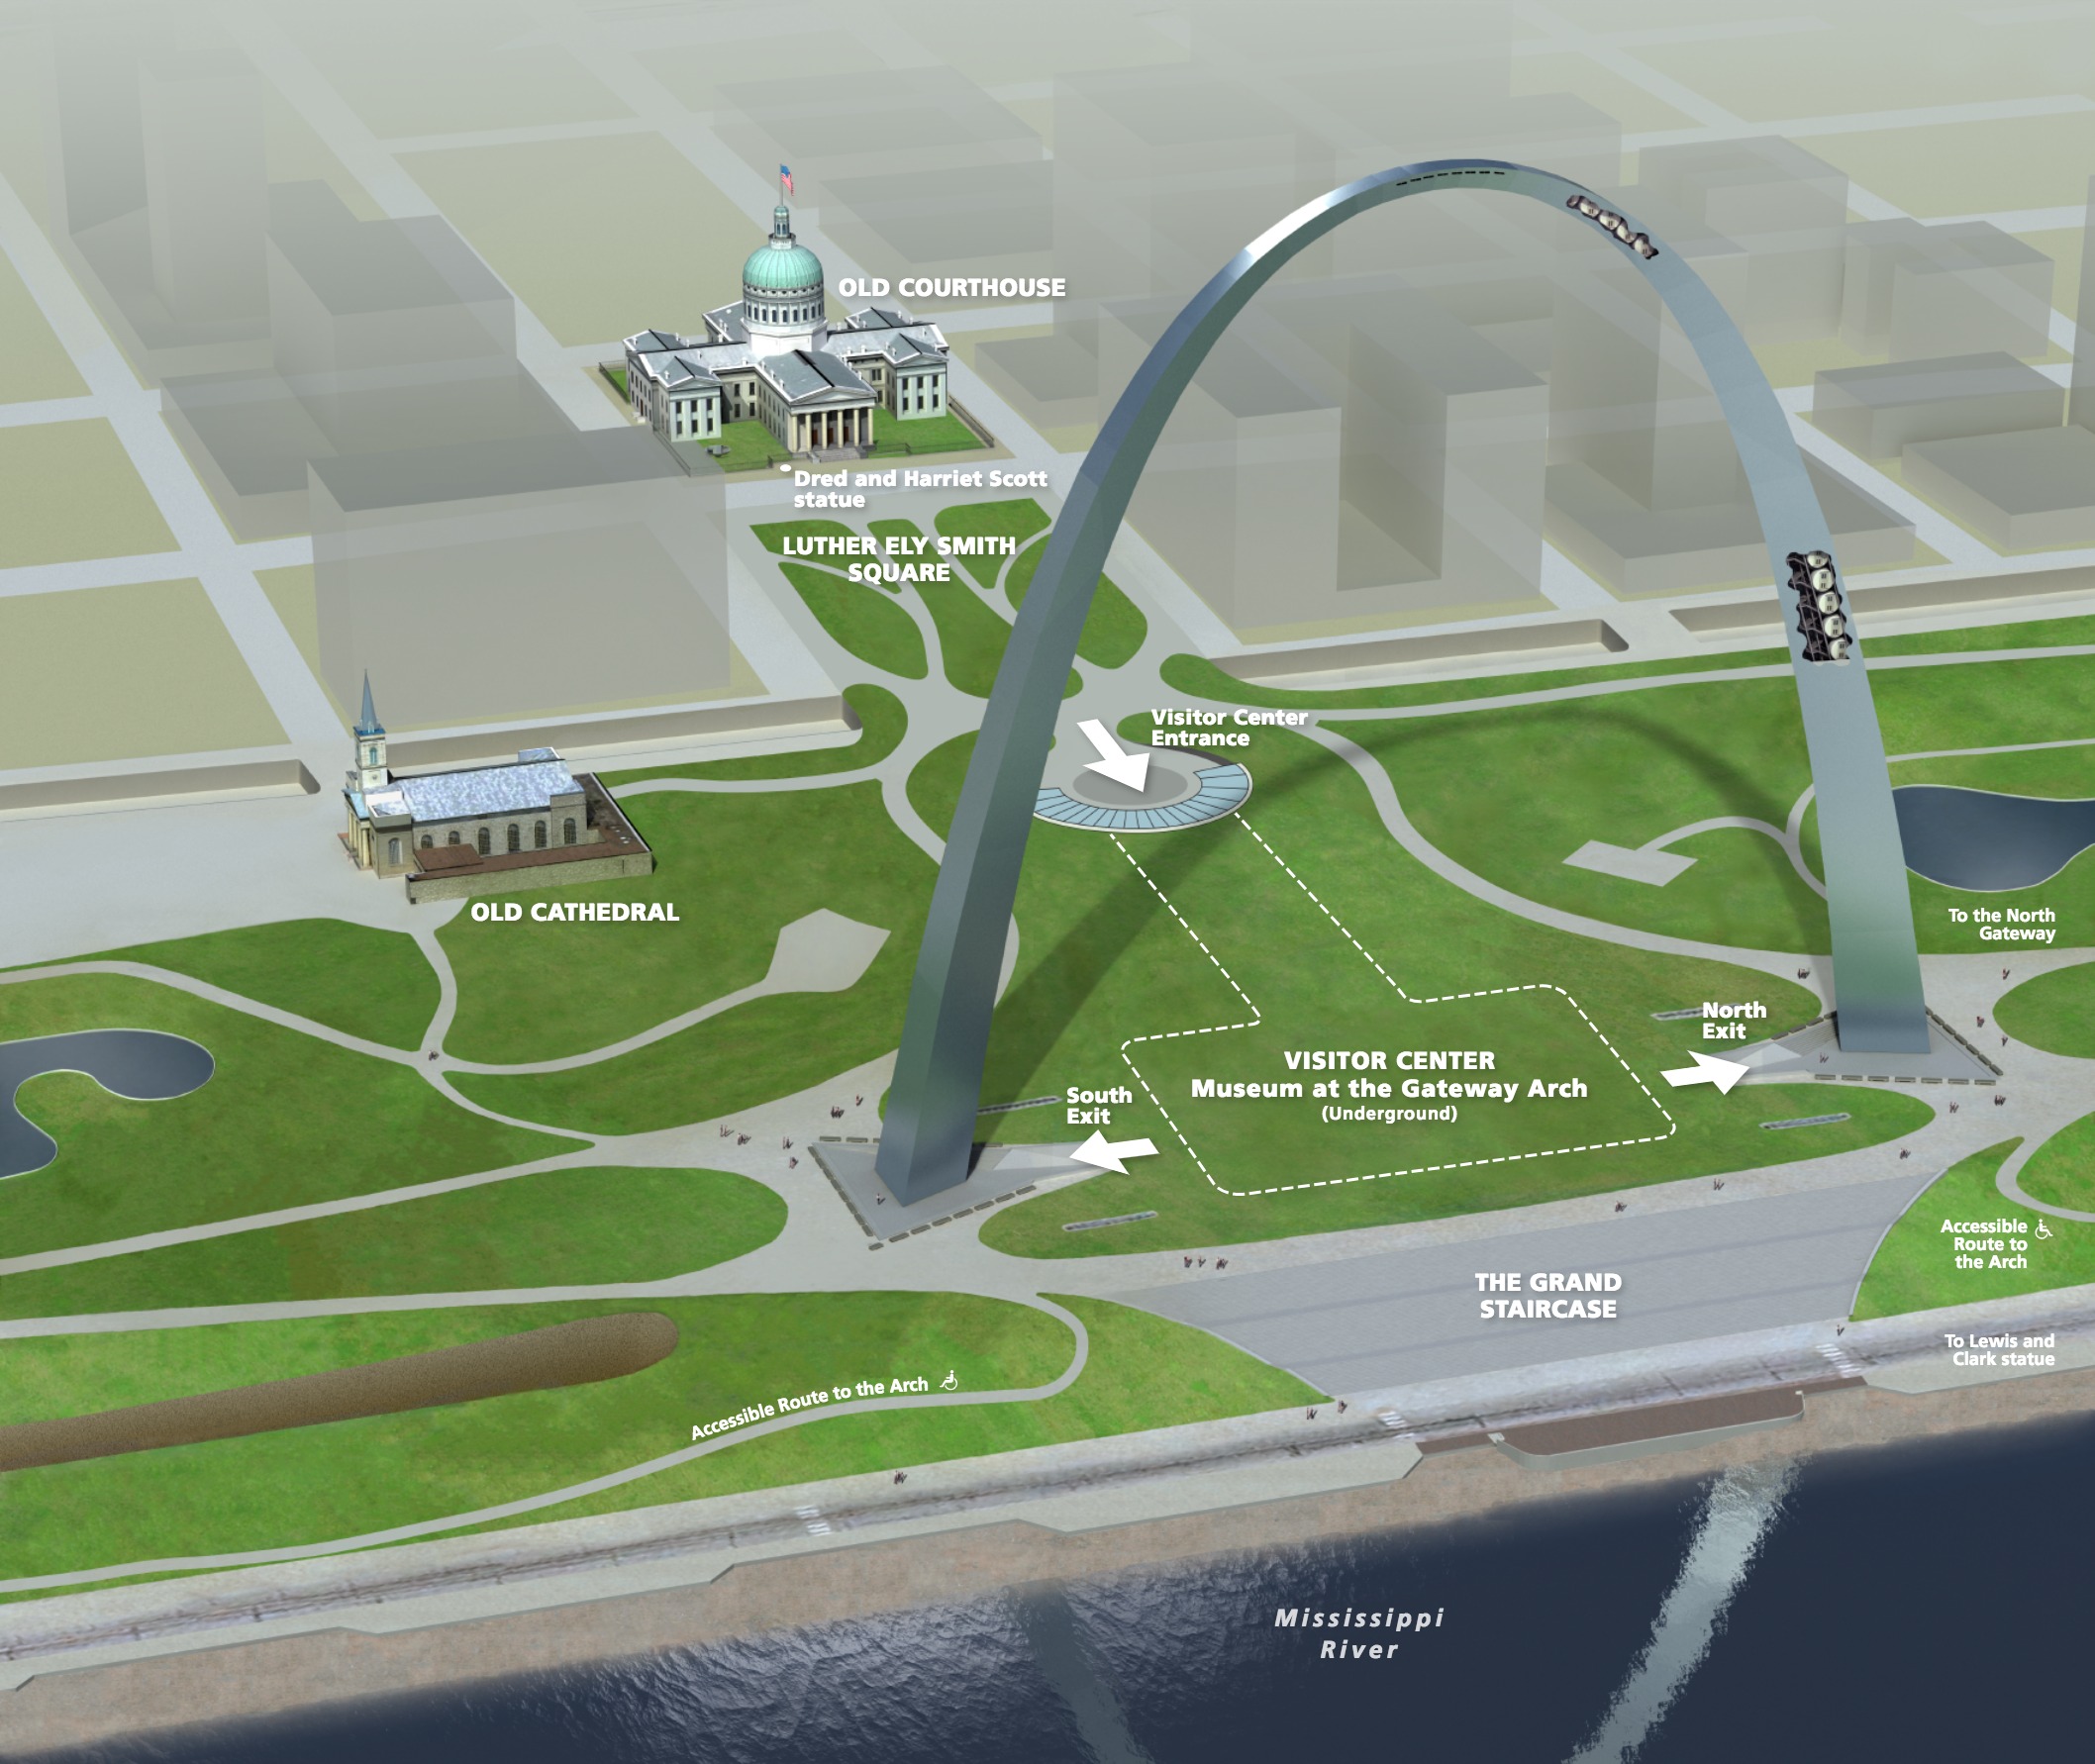 OLD COURTHOUSE
Dred and Harriet Scott
statue
LUTHER ELY SMITH
SQUARE
Visitor Center
Entrance
OLD CATHEDRAL
To the North
Gateway
North
Exit
VISITOR CENTER
Museum at the Gateway Arch
(Underground)
South
Exit
Accessible
Route to
the Arch
THE GRAND
STAIRCASE
To Lewis and
Clark statue
Accessible Route to the Arch
Mississippi
River